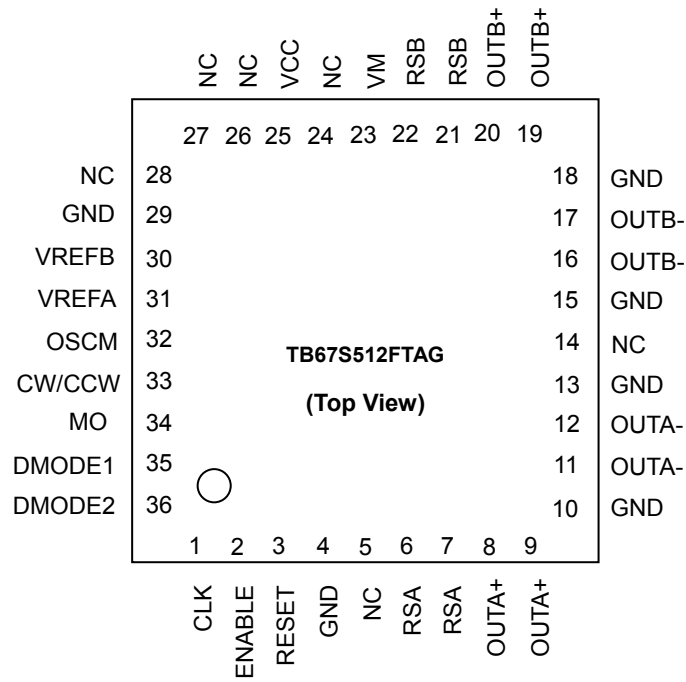 NC NC VCC NC VM RSB RSB OUTB+ OUTB+
27 26 25 24 23 22 21 20 19
NC 28 18 GND
GND 29 17 OUTB-
VREFB 30 16 OUTB-
VREFA 31 15 GND
OSCM 32 14 NC
TB67S512FTAG
CW/CCW 33 13 GND
(Top View)
MO 34 12 OUTA-
DMODE1 35 11 OUTA-
DMODE2 36 10 GND
1 2 3 4 5 6 7 8 9
CLK ENABLE RESET GND NC RSA RSA OUTA+ OUTA+